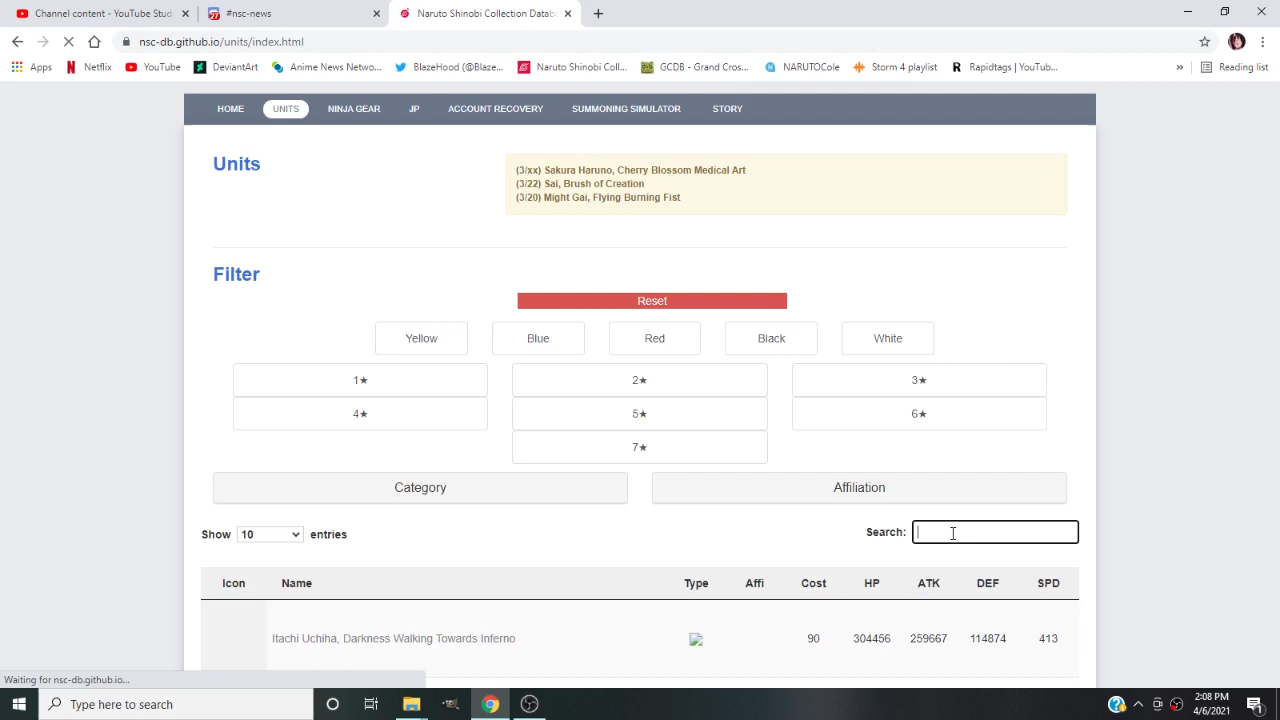 Channel content - YouTube Stud
#nsc-news
Naruto Shinobi Collection Datab
nsc-db.github.io/units/index.html
Apps
Netflix
YouTube
DeviantArt
Anime News Netwo...
BlazeHood (@Blaze...
Naruto Shinobi Coll...
GCDB - Grand Cros...
NARUTOCole
Storm 4 playlist
Rapidtags | YouTub...
»
Reading list
HOME
UNITS
NINJA GEAR
JP
ACCOUNT RECOVERY
SUMMONING SIMULATOR
STORY
Units
(3/xx) Sakura Haruno, Cherry Blossom Medical Art
(3/22) Sai, Brush of Creation
(3/20) Might Gai, Flying Burning Fist
Filter
Reset
Yellow
Blue
Red
Black
White
1★
2★
3★
4★
5★
6★
7★
Category
Affiliation
Show 10 entries
Search:
Icon Name Type Affi Cost HP ATK DEF SPD
Itachi Uchiha, Darkness Walking Towards Inferno 90 304456 259667 114874 413
Waiting for nsc-db.github.io...
Type here to search
2:08 PM
4/6/2021